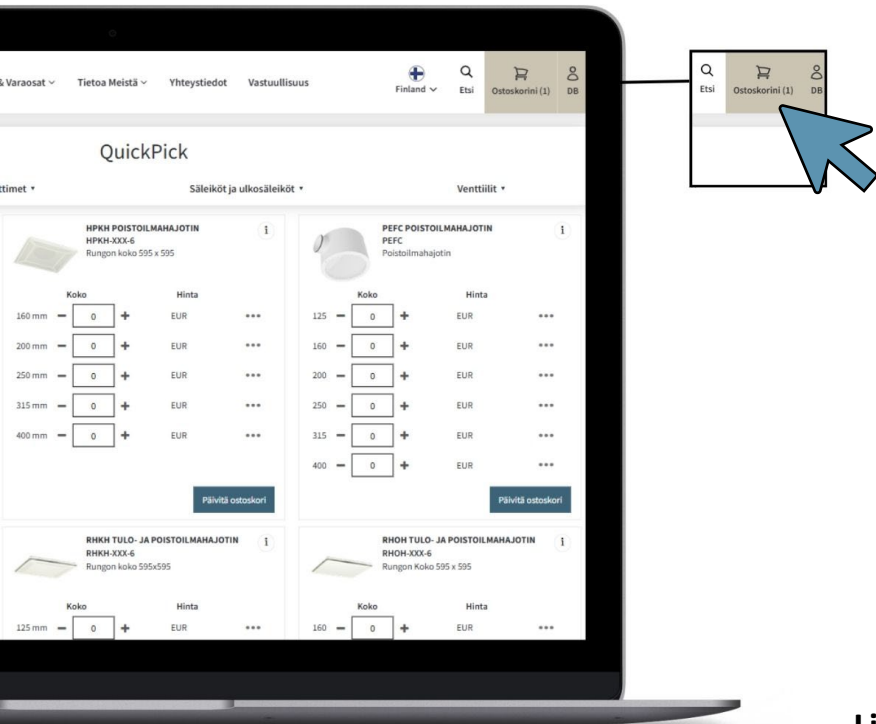 & Varaosat Tietoa Meistä Yhteystiedot Vastuullisuus Finland Etsi Ostoskorini (1) DB
Etsi Ostoskorini (1) DB
QuickPick
Säleiköt ja ulkosäleiköt Venttiilit
HPKH POISTOILMAHAJOTIN
HPKH-XXX-6
Rungon koko 595 x 595
i
Koko Hinta
160 mm − 0 + EUR •••
200 mm − 0 + EUR •••
250 mm − 0 + EUR •••
315 mm − 0 + EUR •••
400 mm − 0 + EUR •••
Päivitä ostoskori
PEFC POISTOILMAHAJOTIN
PEFC
Poistoilmahajotin
i
Koko Hinta
125 − 0 + EUR •••
160 − 0 + EUR •••
200 − 0 + EUR •••
250 − 0 + EUR •••
315 − 0 + EUR •••
400 − 0 + EUR •••
Päivitä ostoskori
RHKH TULO- JA POISTOILMAHAJOTIN
RHKH-XXX-6
Rungon koko 595x595
i
Koko Hinta
125 mm − 0 + EUR •••
RHOH TULO- JA POISTOILMAHAJOTIN
RHOH-XXX-6
Rungon Koko 595 x 595
i
Koko Hinta
160 − 0 + EUR •••